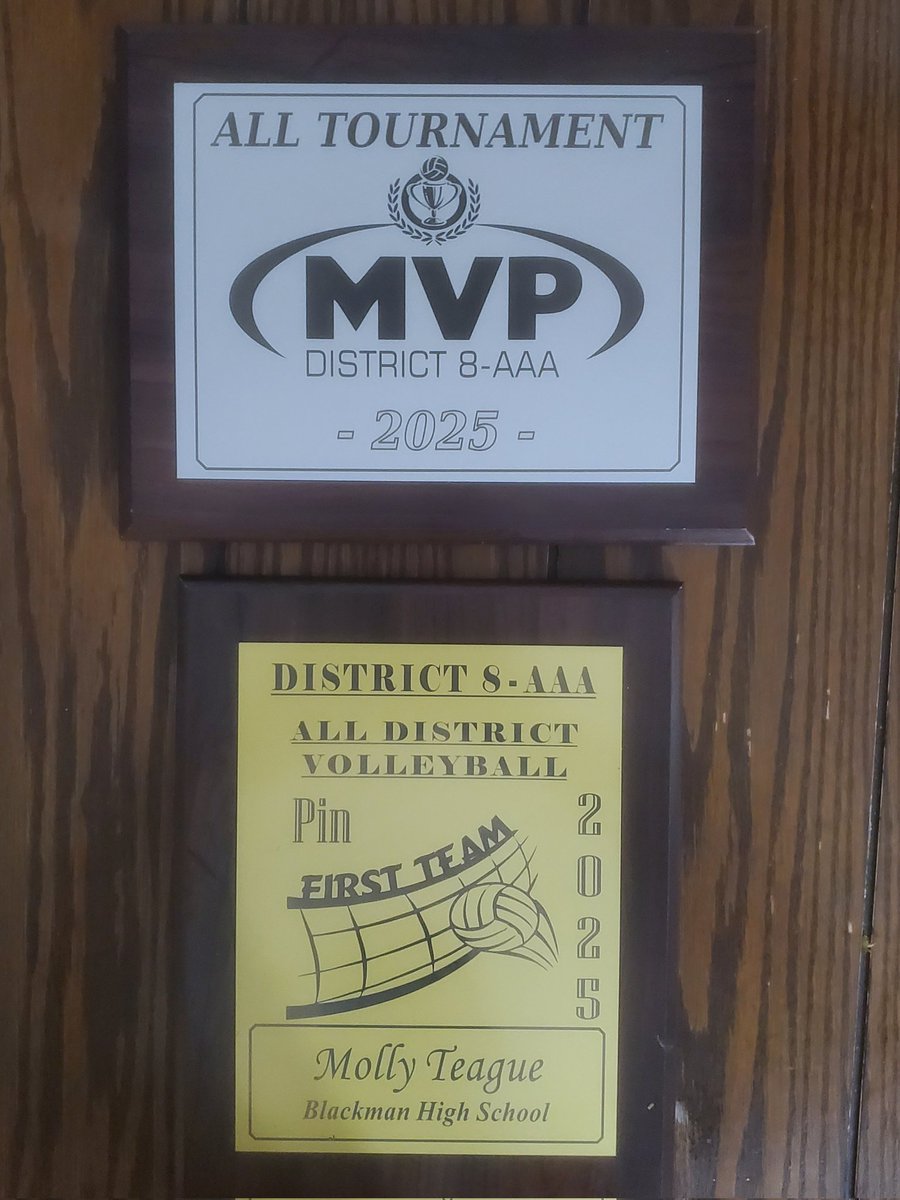 ALL TOURNAMENT
MVP
DISTRICT 8-AAA
- 2025 -
DISTRICT 8-AAA
ALL DISTRICT
VOLLEYBALL
Pin
2025
FIRST TEAM
Molly Teague
Blackman High School